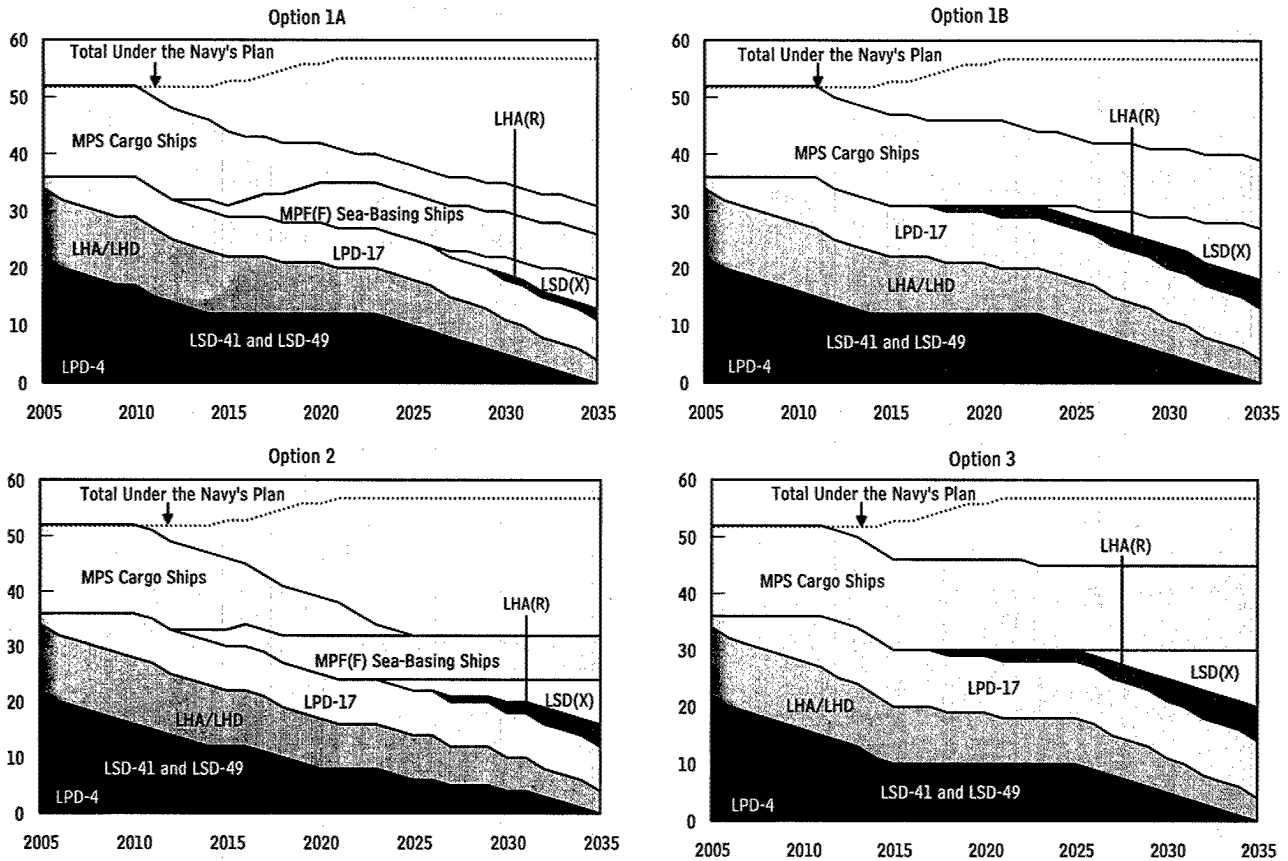 Option 1A
60
50
40
30
20
10
0
Total Under the Navy's Plan
LHA(R)
MPS Cargo Ships
MPF(F) Sea-Basing Ships
LHA/LHD
LPD-17
LSD(X)
LSD-41 and LSD-49
LPD-4
2005 2010 2015 2020 2025 2030 2035
Option 1B
60
50
40
30
20
10
0
Total Under the Navy's Plan
LHA(R)
MPS Cargo Ships
LPD-17
LSD(X)
LHA/LHD
LSD-41 and LSD-49
LPD-4
2005 2010 2015 2020 2025 2030 2035
Option 2
60
50
40
30
20
10
0
Total Under the Navy's Plan
MPS Cargo Ships
LHA(R)
MPF(F) Sea-Basing Ships
LPD-17
LSD(X)
LHA/LHD
LSD-41 and LSD-49
LPD-4
2005 2010 2015 2020 2025 2030 2035
Option 3
60
50
40
30
20
10
0
Total Under the Navy's Plan
LHA(R)
MPS Cargo Ships
LSD(X)
LPD-17
LHA/LHD
LSD-41 and LSD-49
LPD-4
2005 2010 2015 2020 2025 2030 2035